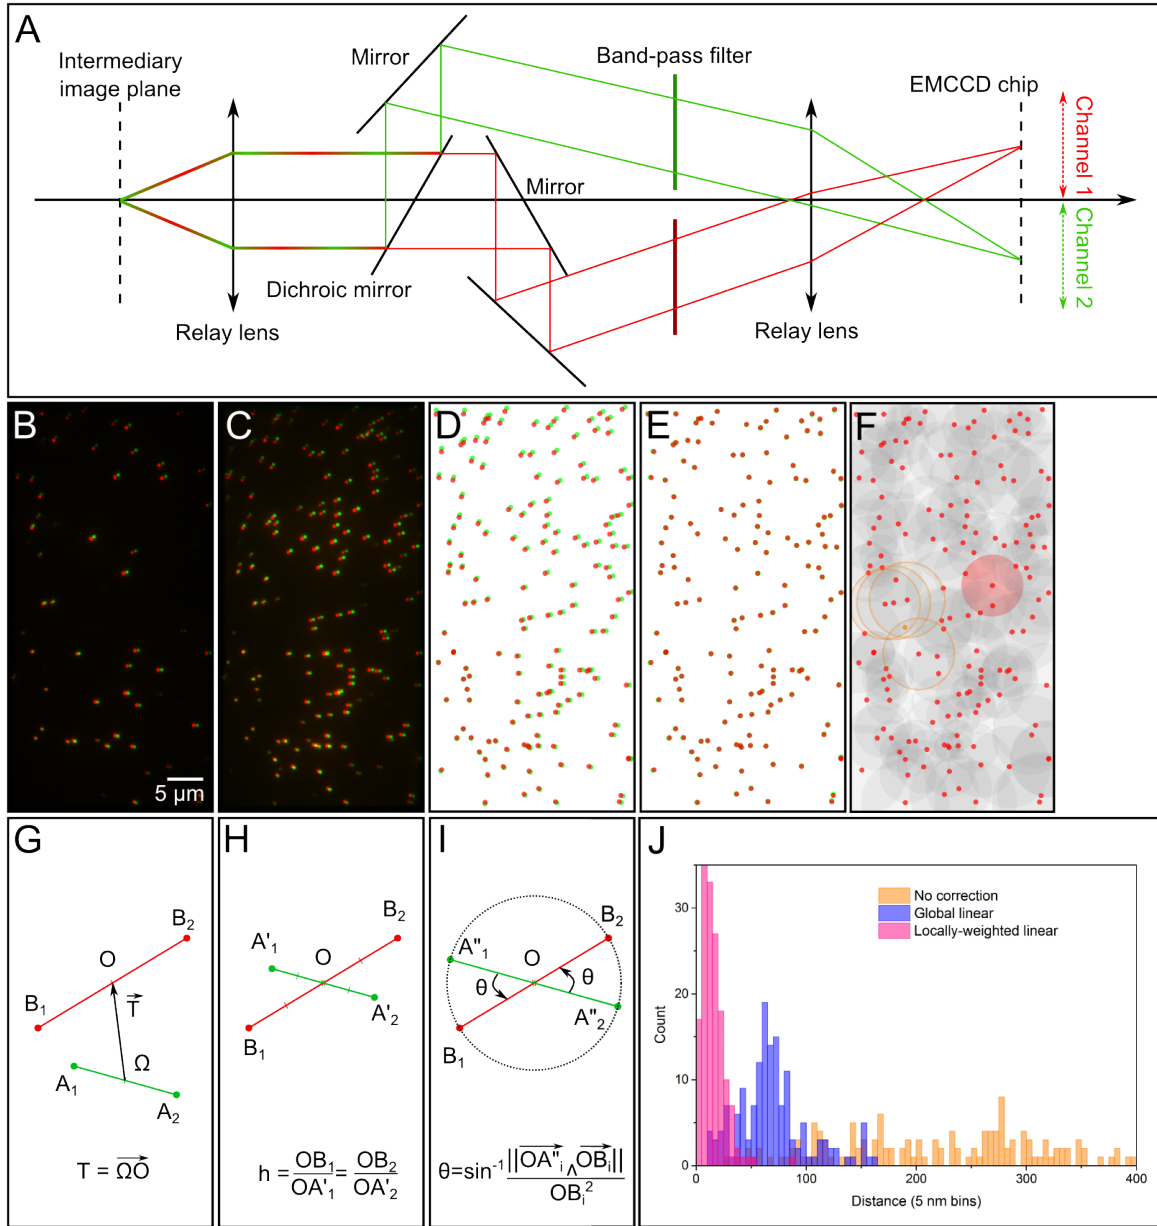 A
Intermediary
image plane
Mirror
Band-pass filter
EMCCD chip
Channel 1
Mirror
Channel 2
Dichroic mirror
Relay lens
Relay lens
B
C
D
E
F
5 µm
G
H
I
J
B₂
O
B₁
T⃗
Ω
A₁
A₂
T = ΩO⃗
A'₁
O
B₂
A'₂
B₁
h = OB₁/OA'₁ = OB₂/OA'₂
B₂
A"₁
O
θ
θ
A"₂
B₁
θ=sin⁻¹ ||OA"ᵢ⃗ ∧ OBᵢ⃗||/OBᵢ²
No correction
Global linear
Locally-weighted linear
Count
30
20
10
0
0 100 200 300 400
Distance (5 nm bins)